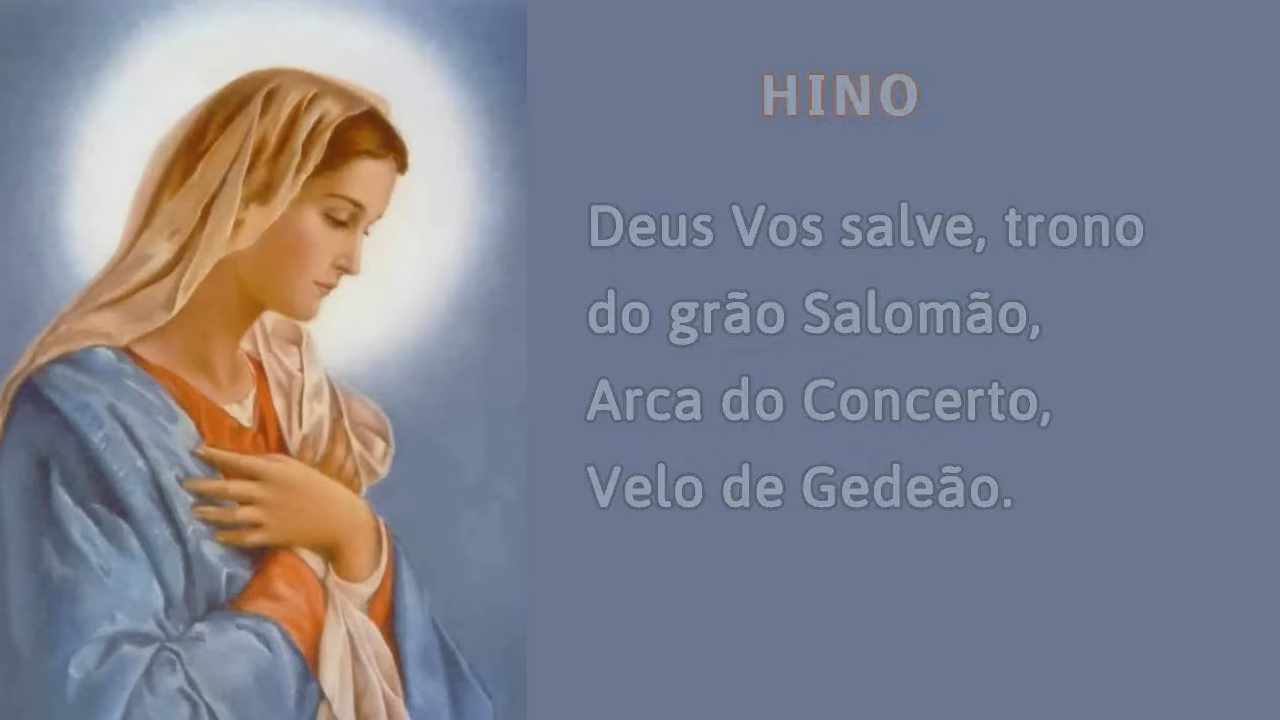 HINO
Deus Vos salve, trono
do grão Salomão,
Arca do Concerto,
Velo de Gedeão.